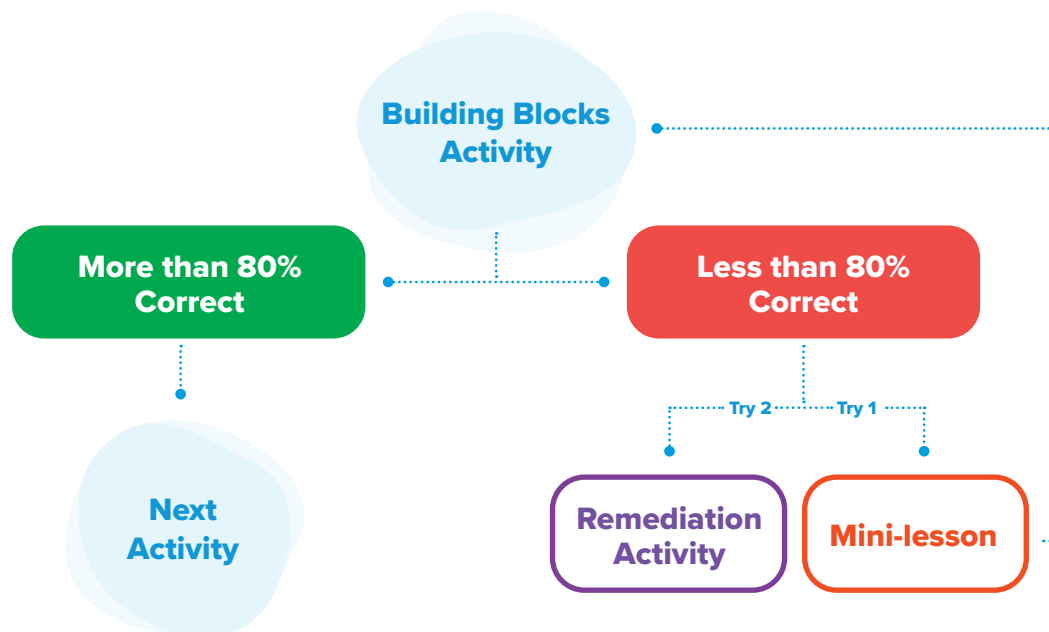 Building Blocks
Activity
More than 80%
Correct
Less than 80%
Correct
Try 2
Try 1
Next
Activity
Remediation
Activity
Mini-lesson